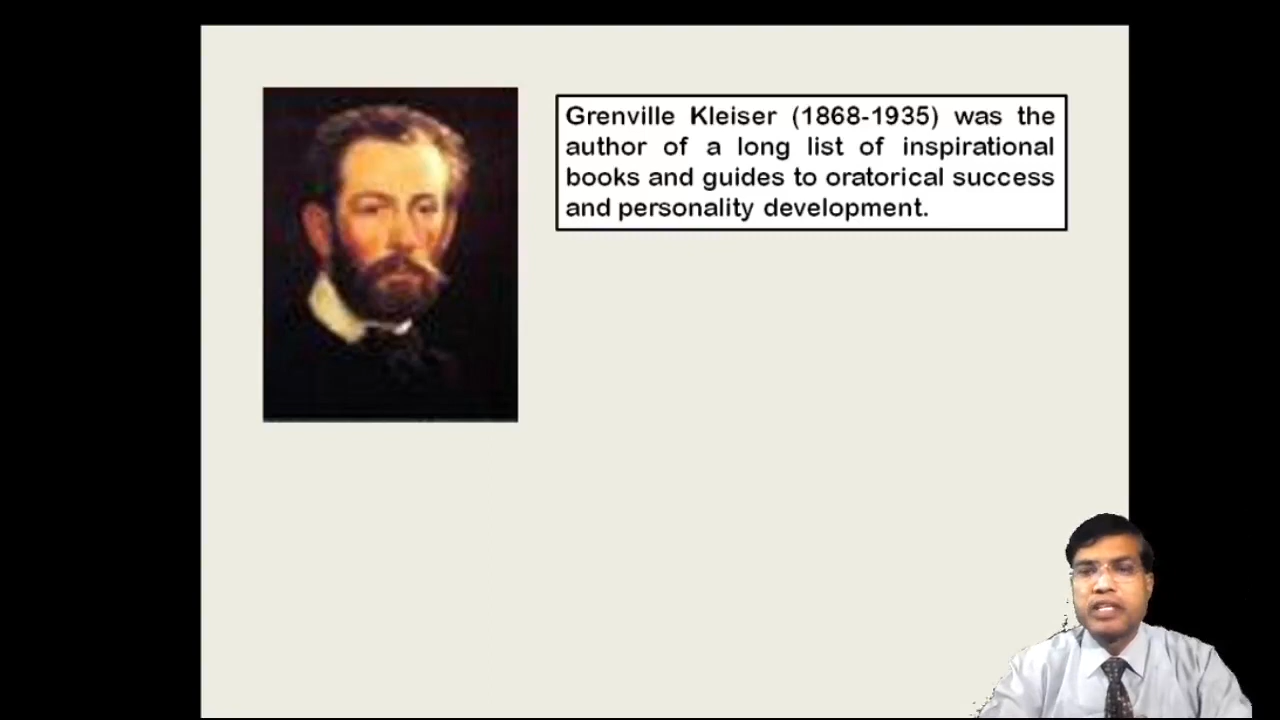 Grenville Kleiser (1868-1935) was the
author of a long list of inspirational
books and guides to oratorical success
and personality development.